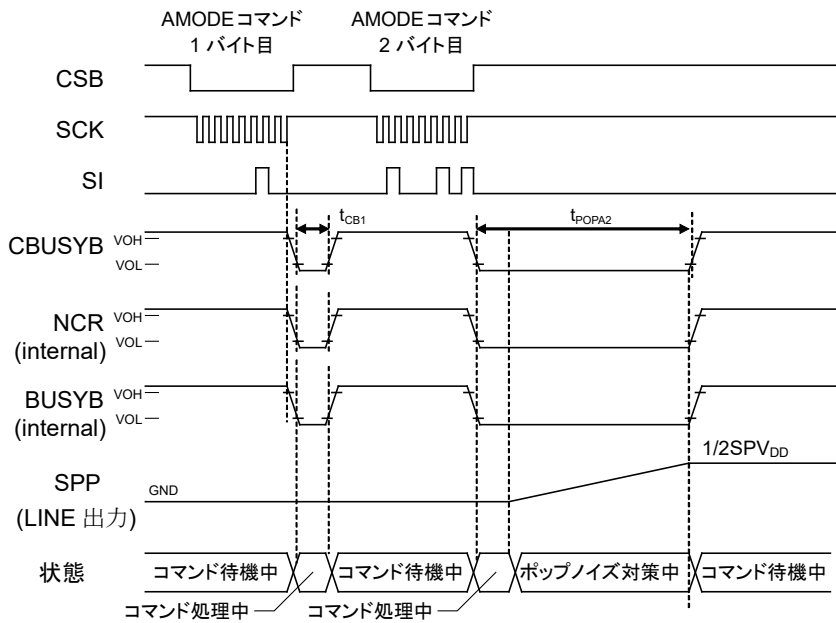 AMODEコマンド
1 バイト目
AMODEコマンド
2 バイト目
CSB
SCK
SI
tCB1
tPOPA2
CBUSYB
VOH
VOL
NCR
(internal)
VOH
VOL
BUSYB
(internal)
VOH
VOL
SPP
(LINE 出力)
GND
1/2SPVDD
状態
コマンド待機中
コマンド待機中
ポップノイズ対策中
コマンド待機中
コマンド処理中
コマンド処理中